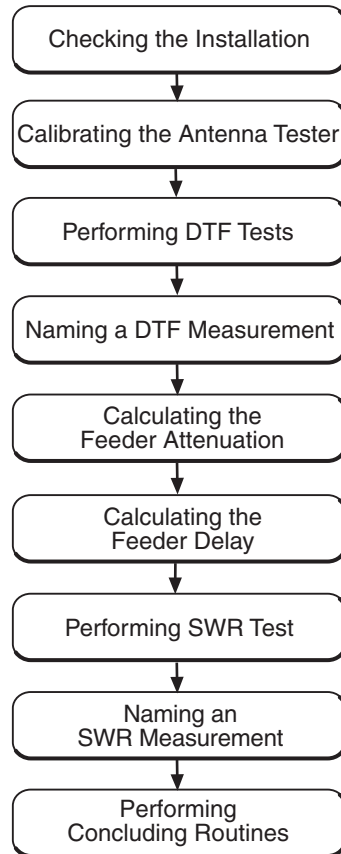 Checking the Installation
Calibrating the Antenna Tester
Performing DTF Tests
Naming a DTF Measurement
Calculating the
Feeder Attenuation
Calculating the
Feeder Delay
Performing SWR Test
Naming an
SWR Measurement
Performing
Concluding Routines